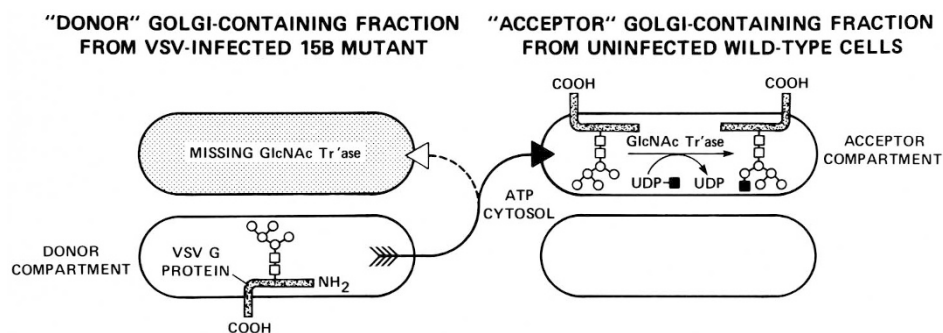 "DONOR" GOLGI-CONTAINING FRACTION
FROM VSV-INFECTED 15B MUTANT
"ACCEPTOR" GOLGI-CONTAINING FRACTION
FROM UNINFECTED WILD-TYPE CELLS
MISSING GlcNAc Tr'ase
DONOR
COMPARTMENT
VSV G
PROTEIN
NH2
COOH
ATP
CYTOSOL
COOH
COOH
GlcNAc Tr'ase
UDP
UDP
ACCEPTOR
COMPARTMENT